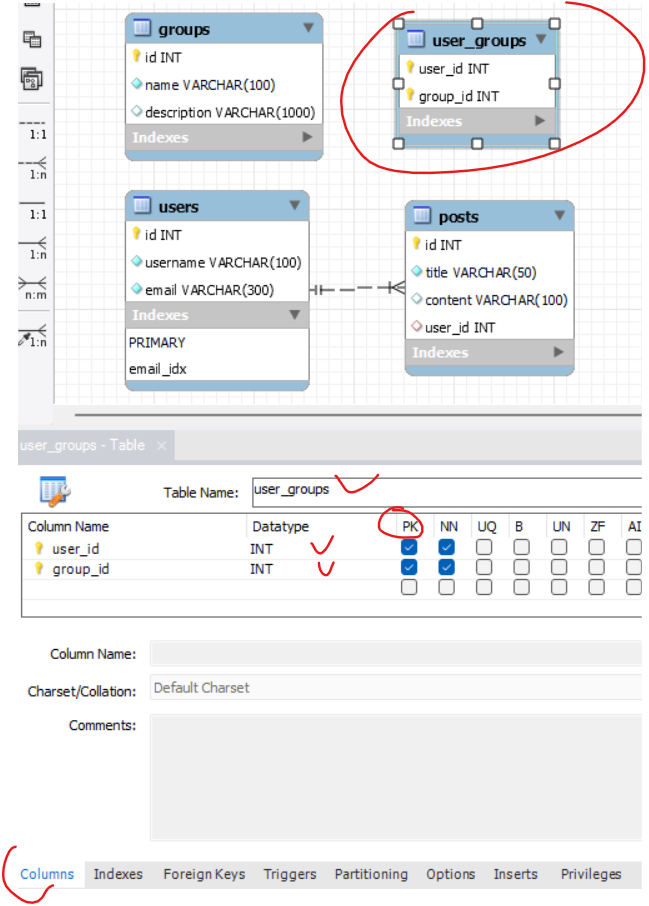 groups
id INT
name VARCHAR(100)
description VARCHAR(1000)
Indexes
user_groups
user_id INT
group_id INT
Indexes
1:1
1:n
1:1
1:n
n:m
1:n
users
id INT
username VARCHAR(100)
email VARCHAR(300)
Indexes
PRIMARY
email_idx
posts
id INT
title VARCHAR(50)
content VARCHAR(100)
user_id INT
Indexes
user_groups - Table ×
Table Name: user_groups
Column Name Datatype PK NN UQ B UN ZF AI
user_id INT
group_id INT
Column Name:
Charset/Collation: Default Charset
Comments:
Columns Indexes Foreign Keys Triggers Partitioning Options Inserts Privileges